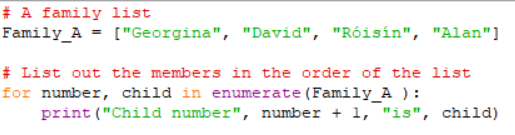 # A family list
Family_A = ["Georgina", "David", "Róisín", "Alan"]
# List out the members in the order of the list
for number, child in enumerate(Family_A ):
    print("Child number", number + 1, "is", child)